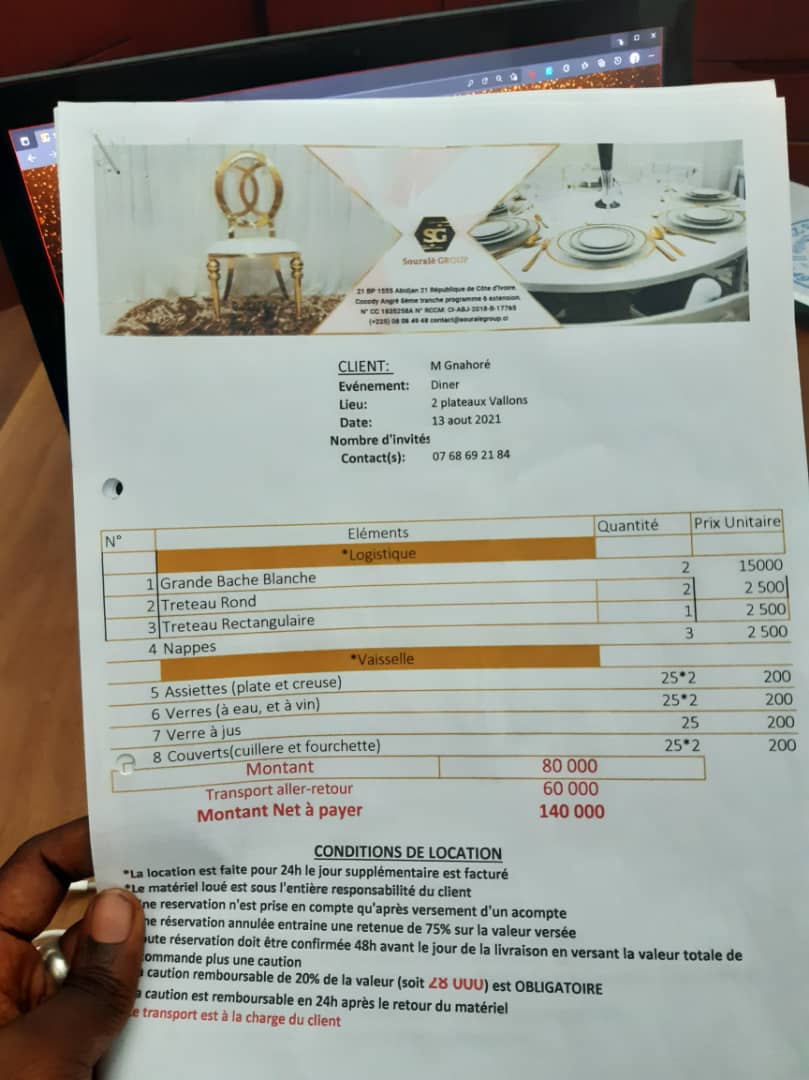 SG
Souralè GROUP
21 BP 1555 Abidjan 21 République de Côte d'Ivoire.
Cocody Angré 8ème tranche programme 6 extension.
N° CC 1835258A N° RCCM: CI-ABJ-2018-B-17765
(+225) 08 08 49 48 contact@souralegroup.ci
CLIENT: M Gnahoré
Evénement: Diner
Lieu: 2 plateaux Vallons
Date: 13 aout 2021
Nombre d'invités
Contact(s): 07 68 69 21 84
N° Eléments Quantité Prix Unitaire
*Logistique
1 Grande Bache Blanche 2 15000
2 Treteau Rond 2 2 500
3 Treteau Rectangulaire 1 2 500
4 Nappes 3 2 500
*Vaisselle
5 Assiettes (plate et creuse) 25*2 200
6 Verres (à eau, et à vin) 25*2 200
7 Verre à jus 25 200
8 Couverts(cuillere et fourchette) 25*2 200
Montant 80 000
Transport aller-retour 60 000
Montant Net à payer 140 000
CONDITIONS DE LOCATION
*La location est faite pour 24h le jour supplémentaire est facturé
*Le matériel loué est sous l'entière responsabilité du client
ne reservation n'est prise en compte qu'après versement d'un acompte
ne réservation annulée entraine une retenue de 75% sur la valeur versée
oute réservation doit être confirmée 48h avant le jour de la livraison en versant la valeur totale de
commande plus une caution
a caution remboursable de 20% de la valeur (soit 28 000) est OBLIGATOIRE
a caution est remboursable en 24h après le retour du matériel
e transport est à la charge du client